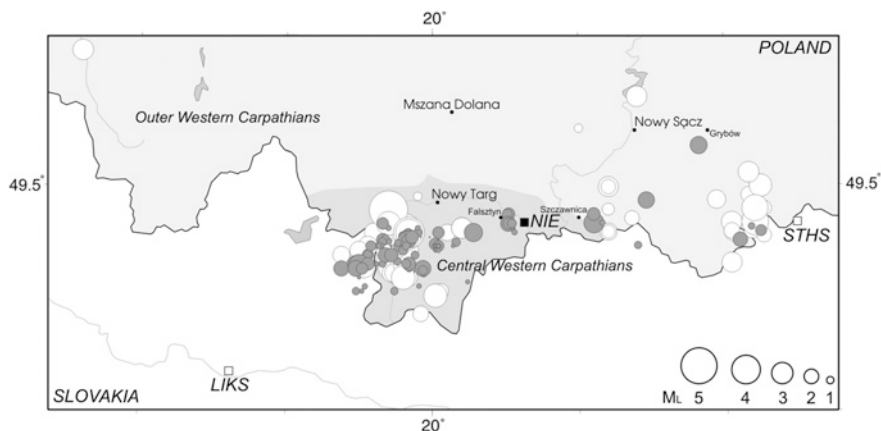 20°
POLAND
Outer Western Carpathians
Mszana Dolana
Nowy Sącz
Grybów
49.5°
49.5°
Nowy Targ
Falsztyn
Szczawnica
NIE
STHS
Central Western Carpathians
LIKS
SLOVAKIA
ML 5 4 3 2 1
20°